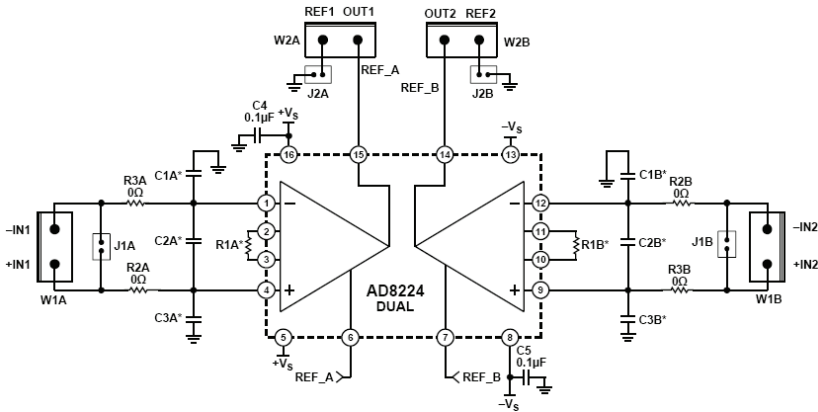 REF1 OUT1
OUT2 REF2
W2A
W2B
REF_A
REF_B
J2A
J2B
C4
0.1µF
+VS
–VS
16
15
14
13
C1A*
C1B*
R3A
0Ω
R2B
0Ω
1
12
–IN1
+IN1
J1A
C2A*
R1A*
2
3
–
+
–
+
11
10
R1B*
C2B*
J1B
–IN2
+IN2
R2A
0Ω
R3B
0Ω
4
9
W1A
W1B
AD8224
DUAL
C3A*
C3B*
5
6
7
8
+VS
REF_A
REF_B
C5
0.1µF
–VS